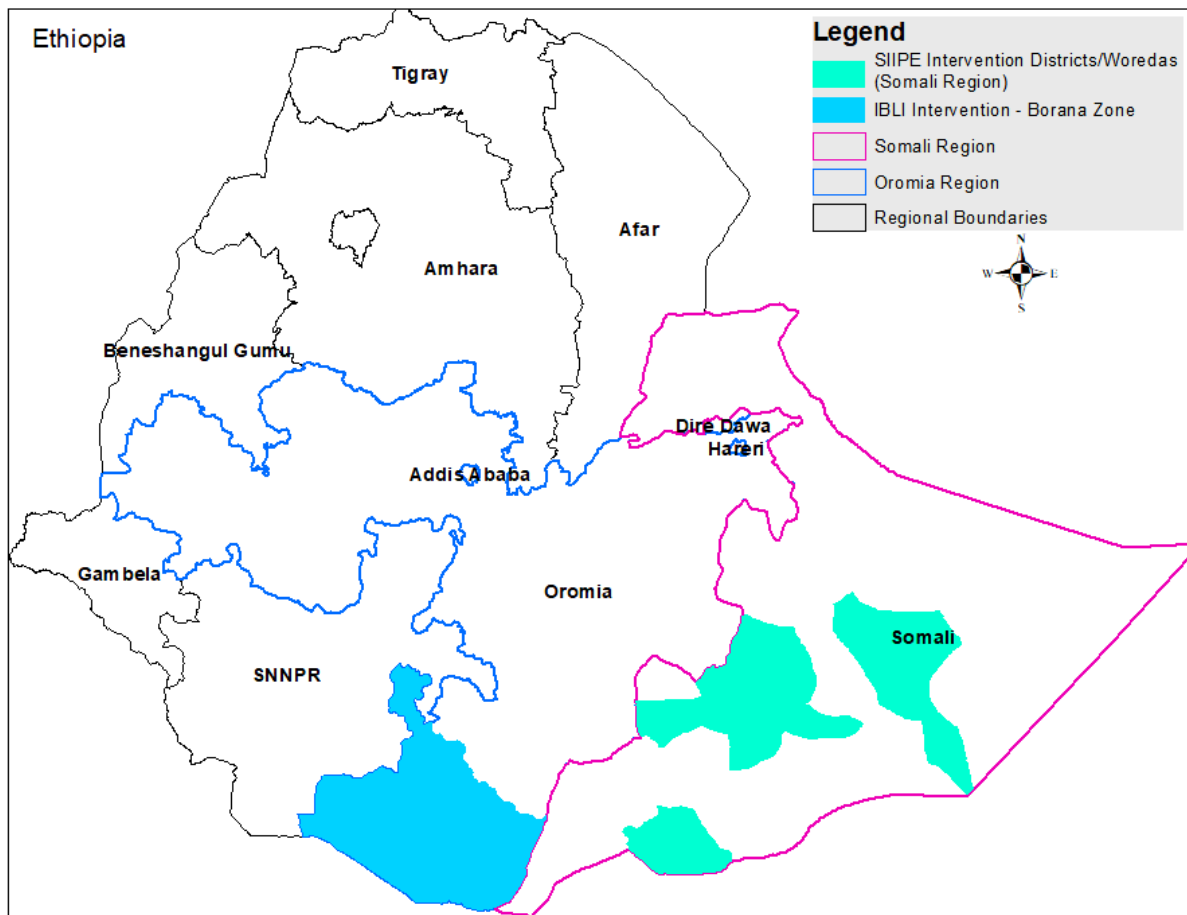 Ethiopia
Legend
SIIPE Intervention Districts/Woredas
(Somali Region)
IBLI Intervention - Borana Zone
Somali Region
Oromia Region
Regional Boundaries
N
W E
S
Tigray
Afar
Amhara
Beneshangul Gumu
Dire Dawa
Hareri
Addis Ababa
Gambela
Oromia
Somali
SNNPR